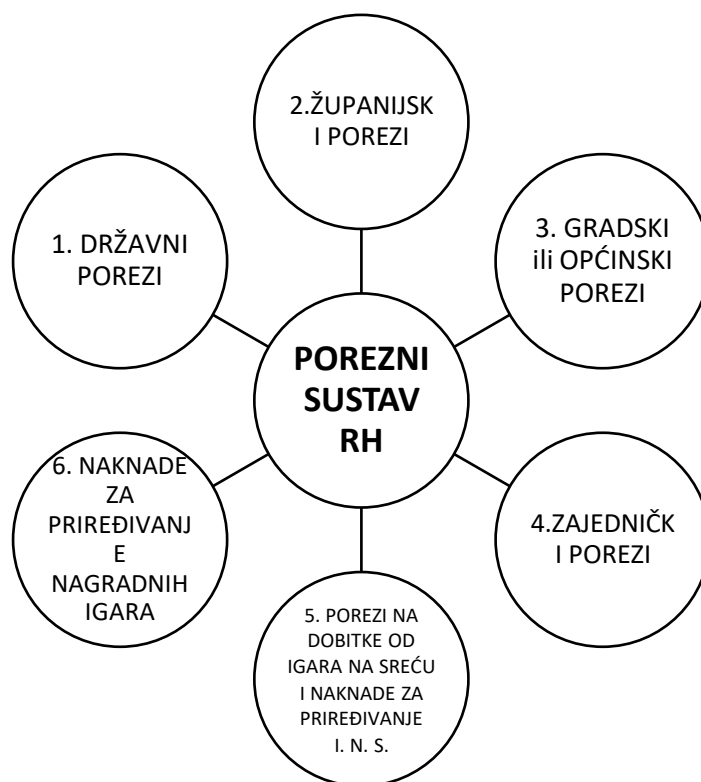 2.ŽUPANIJSK
I POREZI
1. DRŽAVNI
POREZI
3. GRADSKI
ili OPĆINSKI
POREZI
POREZNI
SUSTAV
RH
6. NAKNADE
ZA
PRIREĐIVANJ
E
NAGRADNIH
IGARA
4.ZAJEDNIČK
I POREZI
5. POREZI NA
DOBITKE OD
IGARA NA SREĆU
I NAKNADE ZA
PRIREĐIVANJE
I. N. S.